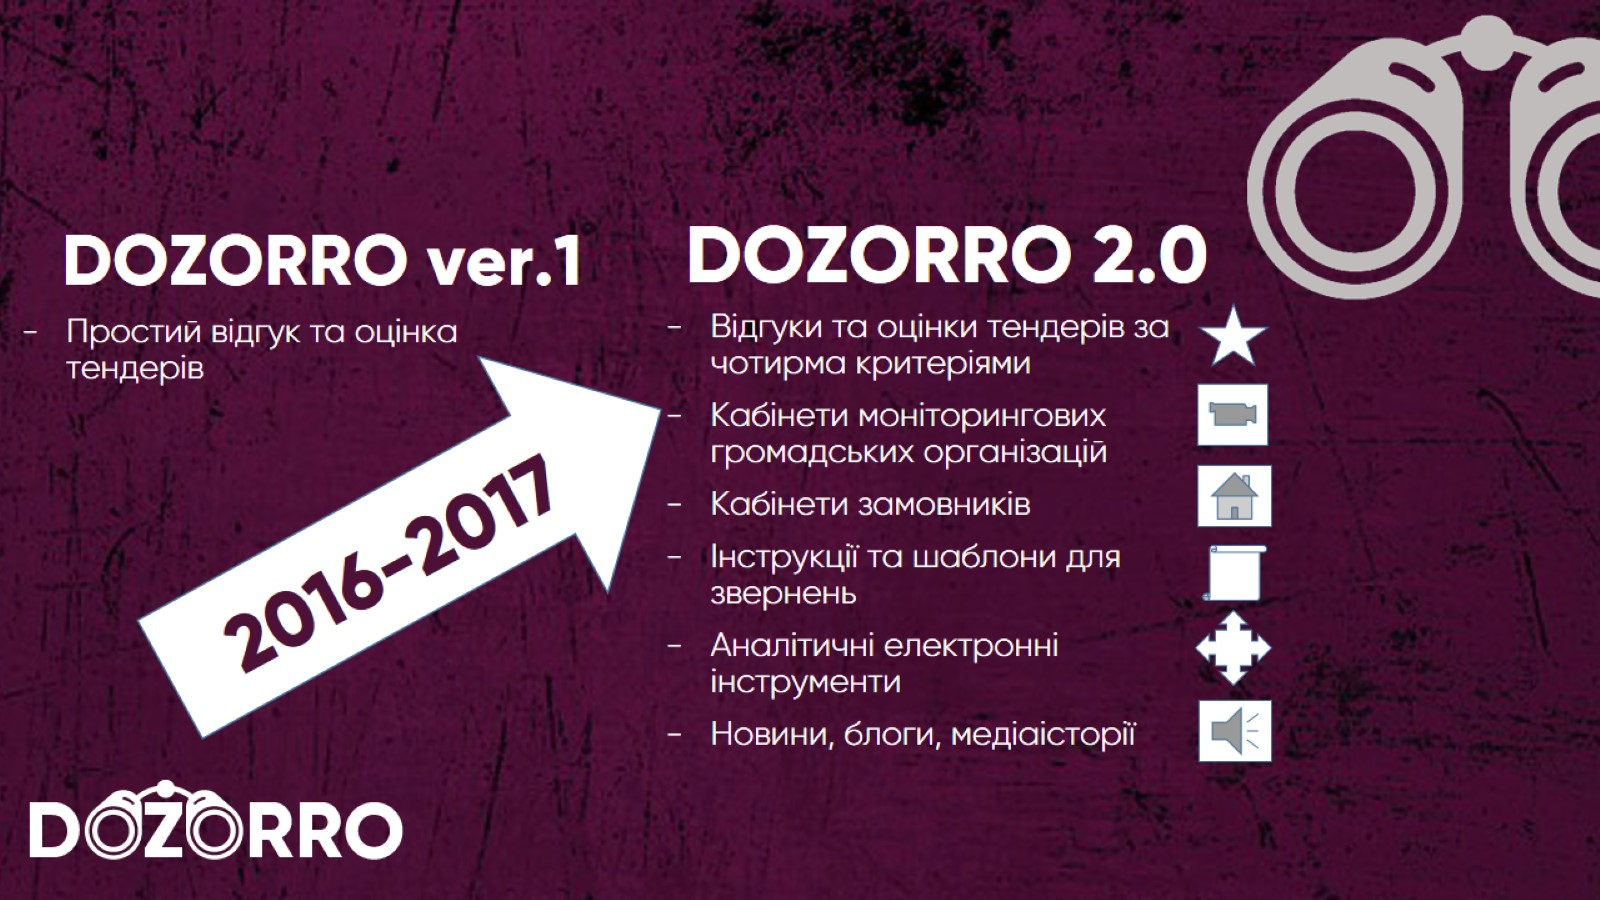 DOZORRO ver.1
- Простий відгук та оцінка
тендерів
2016-2017
DOZORRO 2.0
- Відгуки та оцінки тендерів за
чотирма критеріями
- Кабінети моніторингових
громадських організацій
- Кабінети замовників
- Інструкції та шаблони для
звернень
- Аналітичні електронні
інструменти
- Новини, блоги, медіаісторії
DOZORRO